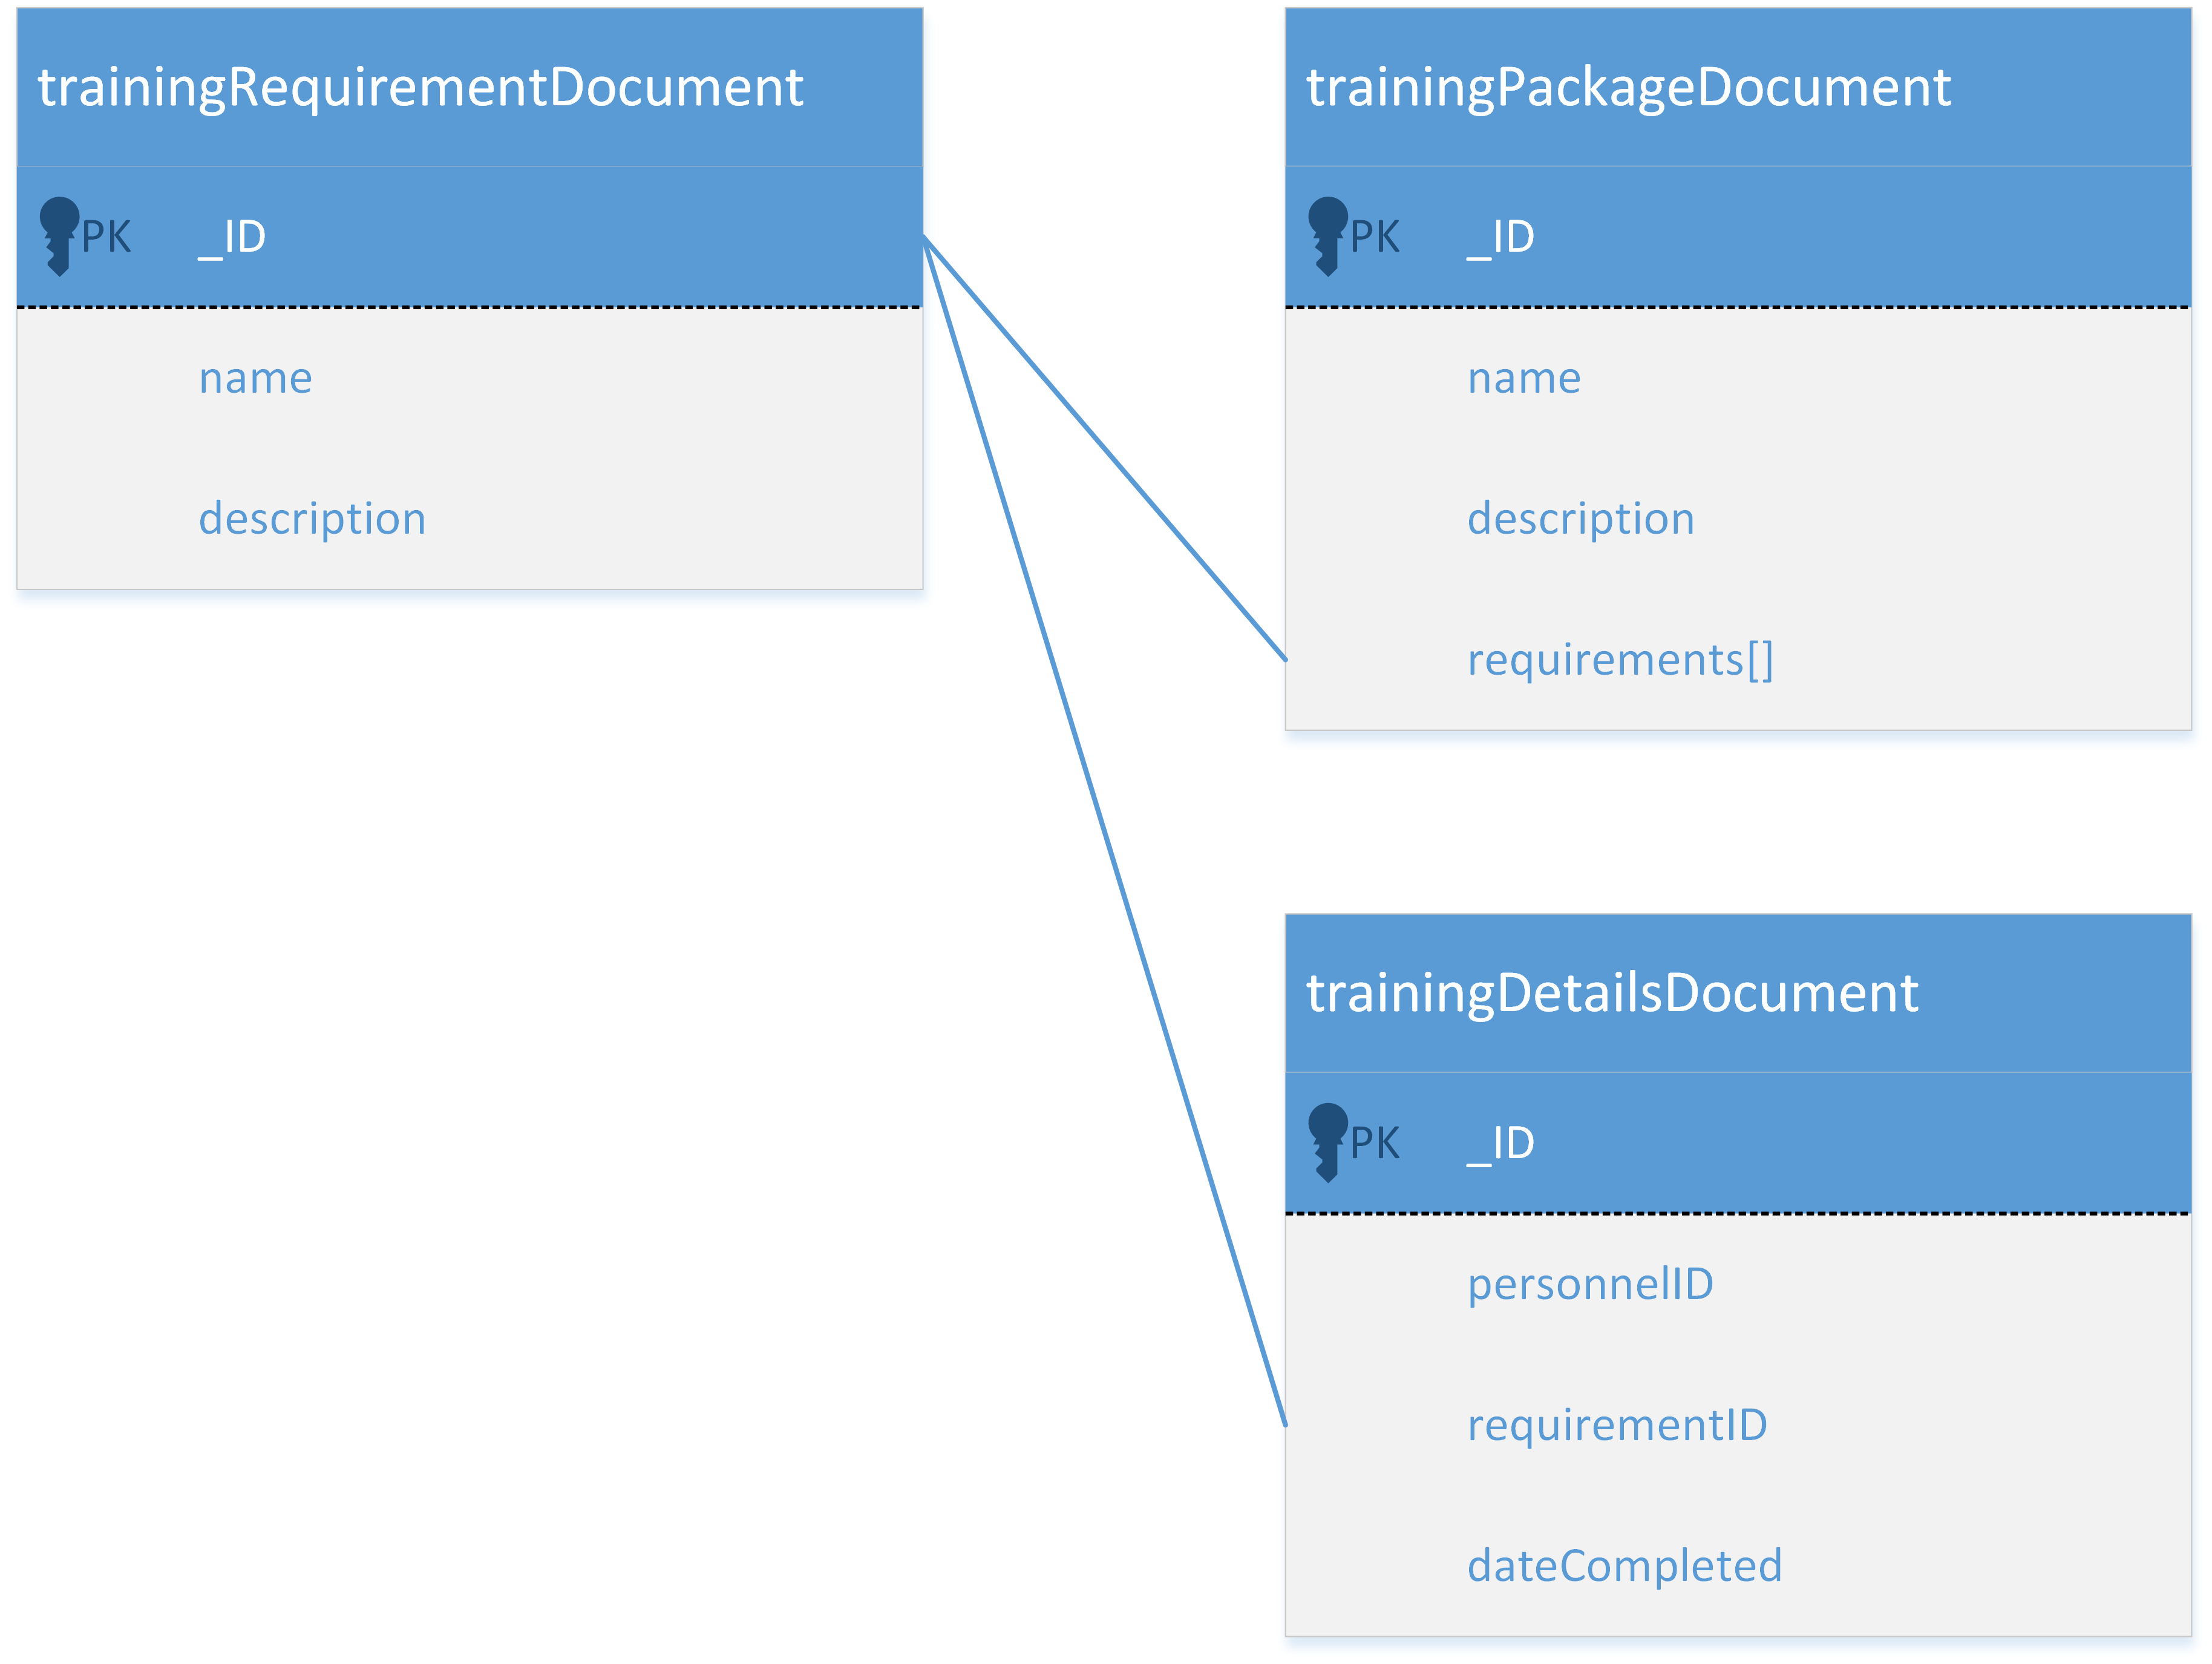 trainingRequirementDocument
PK _ID
name
description
trainingPackageDocument
PK _ID
name
description
requirements[]
trainingDetailsDocument
PK _ID
personnelID
requirementID
dateCompleted